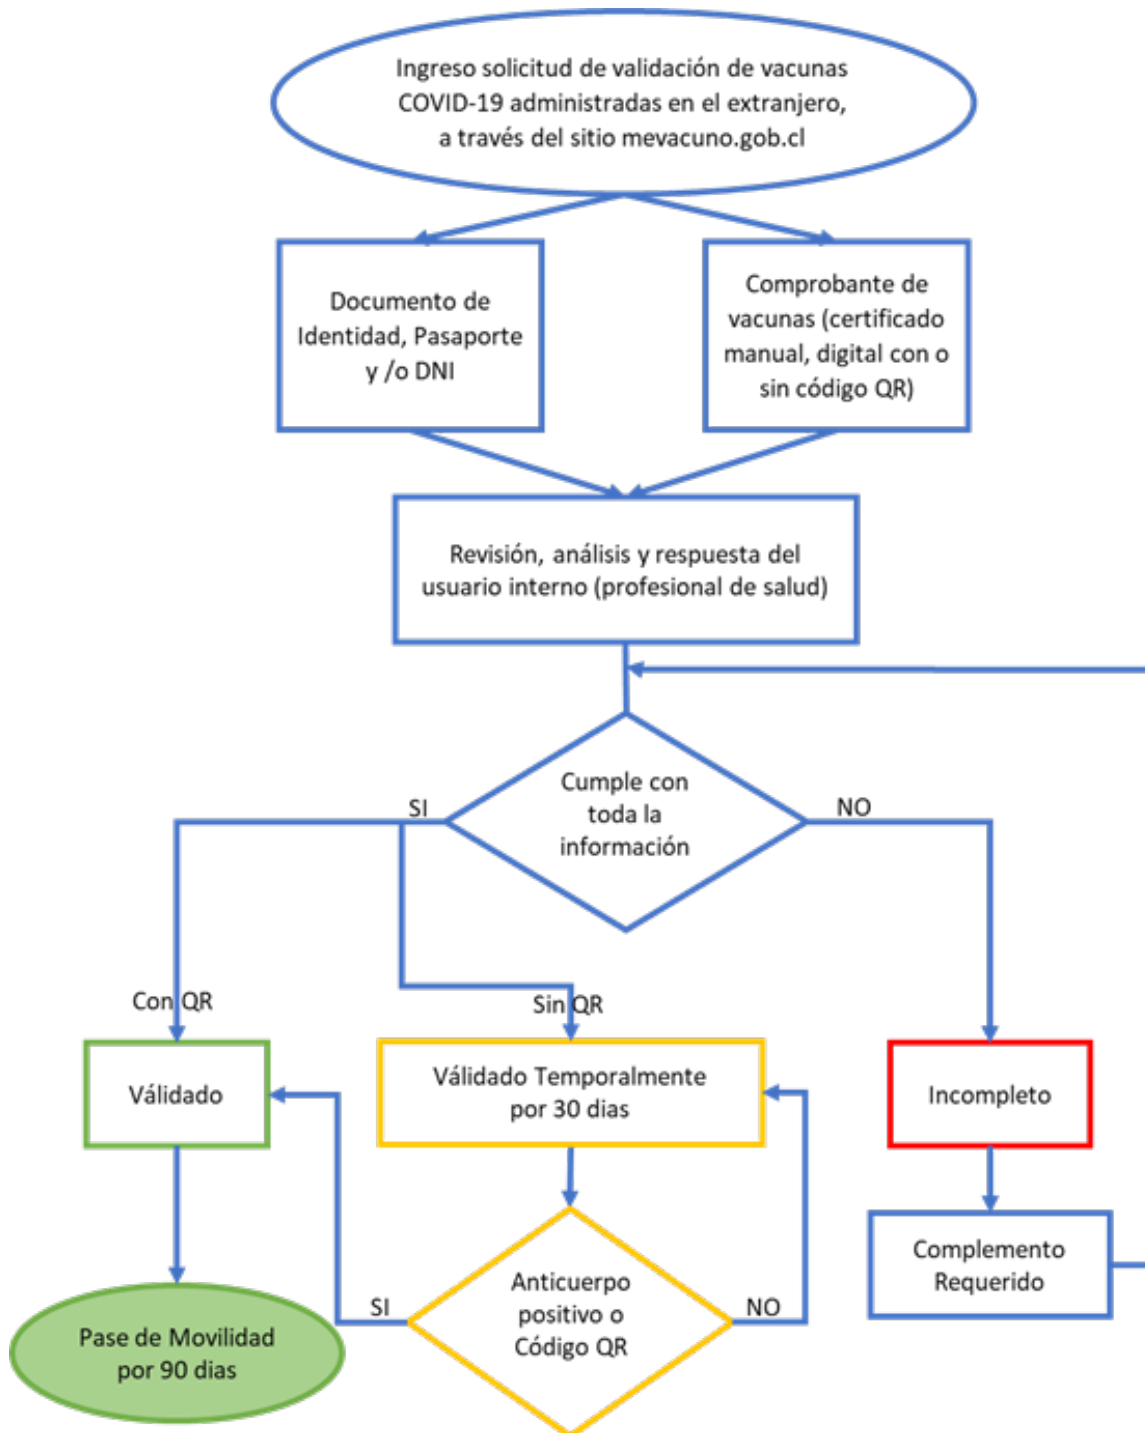 Ingreso solicitud de validación de vacunas
COVID-19 administradas en el extranjero,
a través del sitio mevacuno.gob.cl
Documento de
Identidad, Pasaporte
y /o DNI
Comprobante de
vacunas (certificado
manual, digital con o
sin código QR)
Revisión, análisis y respuesta del
usuario interno (profesional de salud)
Cumple con
toda la
información
SI
NO
Con QR
Sin QR
Válidado
Válidado Temporalmente
por 30 dias
Incompleto
Complemento
Requerido
Anticuerpo
positivo o
Código QR
SI
NO
Pase de Movilidad
por 90 dias